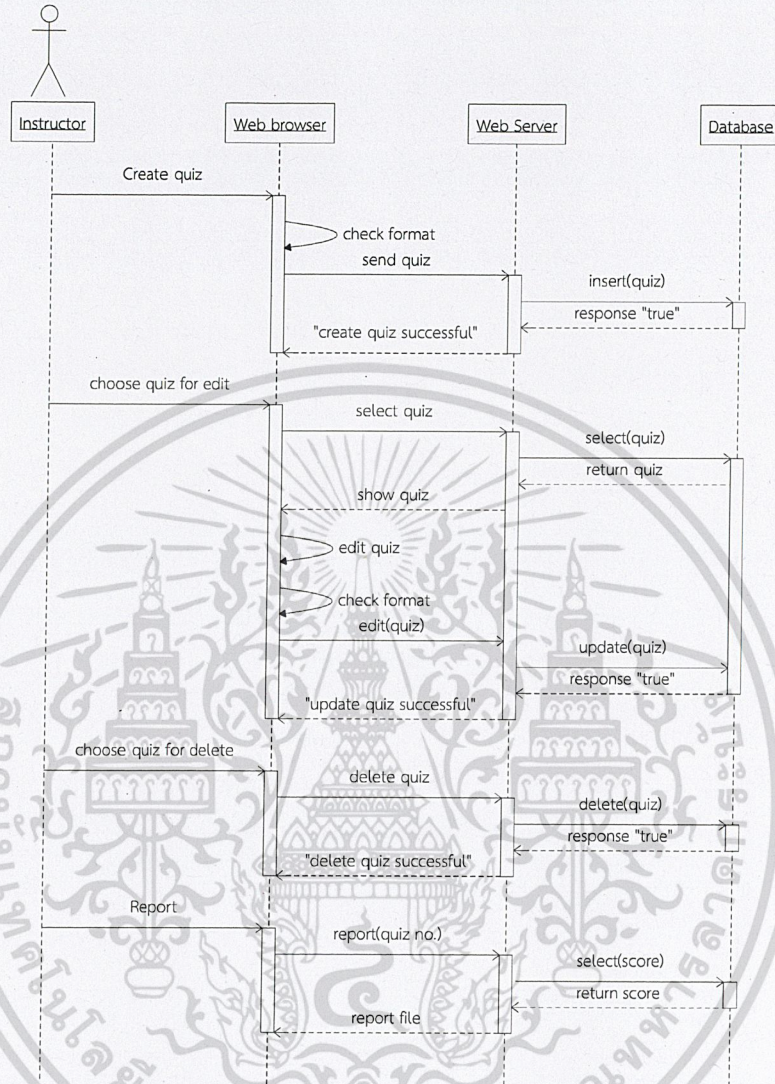 Instructor
Web browser
Web Server
Database
Create quiz
check format
send quiz
insert(quiz)
response "true"
"create quiz successful"
choose quiz for edit
select quiz
select(quiz)
return quiz
show quiz
edit quiz
check format
edit(quiz)
update(quiz)
response "true"
"update quiz successful"
choose quiz for delete
delete quiz
delete(quiz)
response "true"
"delete quiz successful"
Report
report(quiz no.)
select(score)
return score
report file